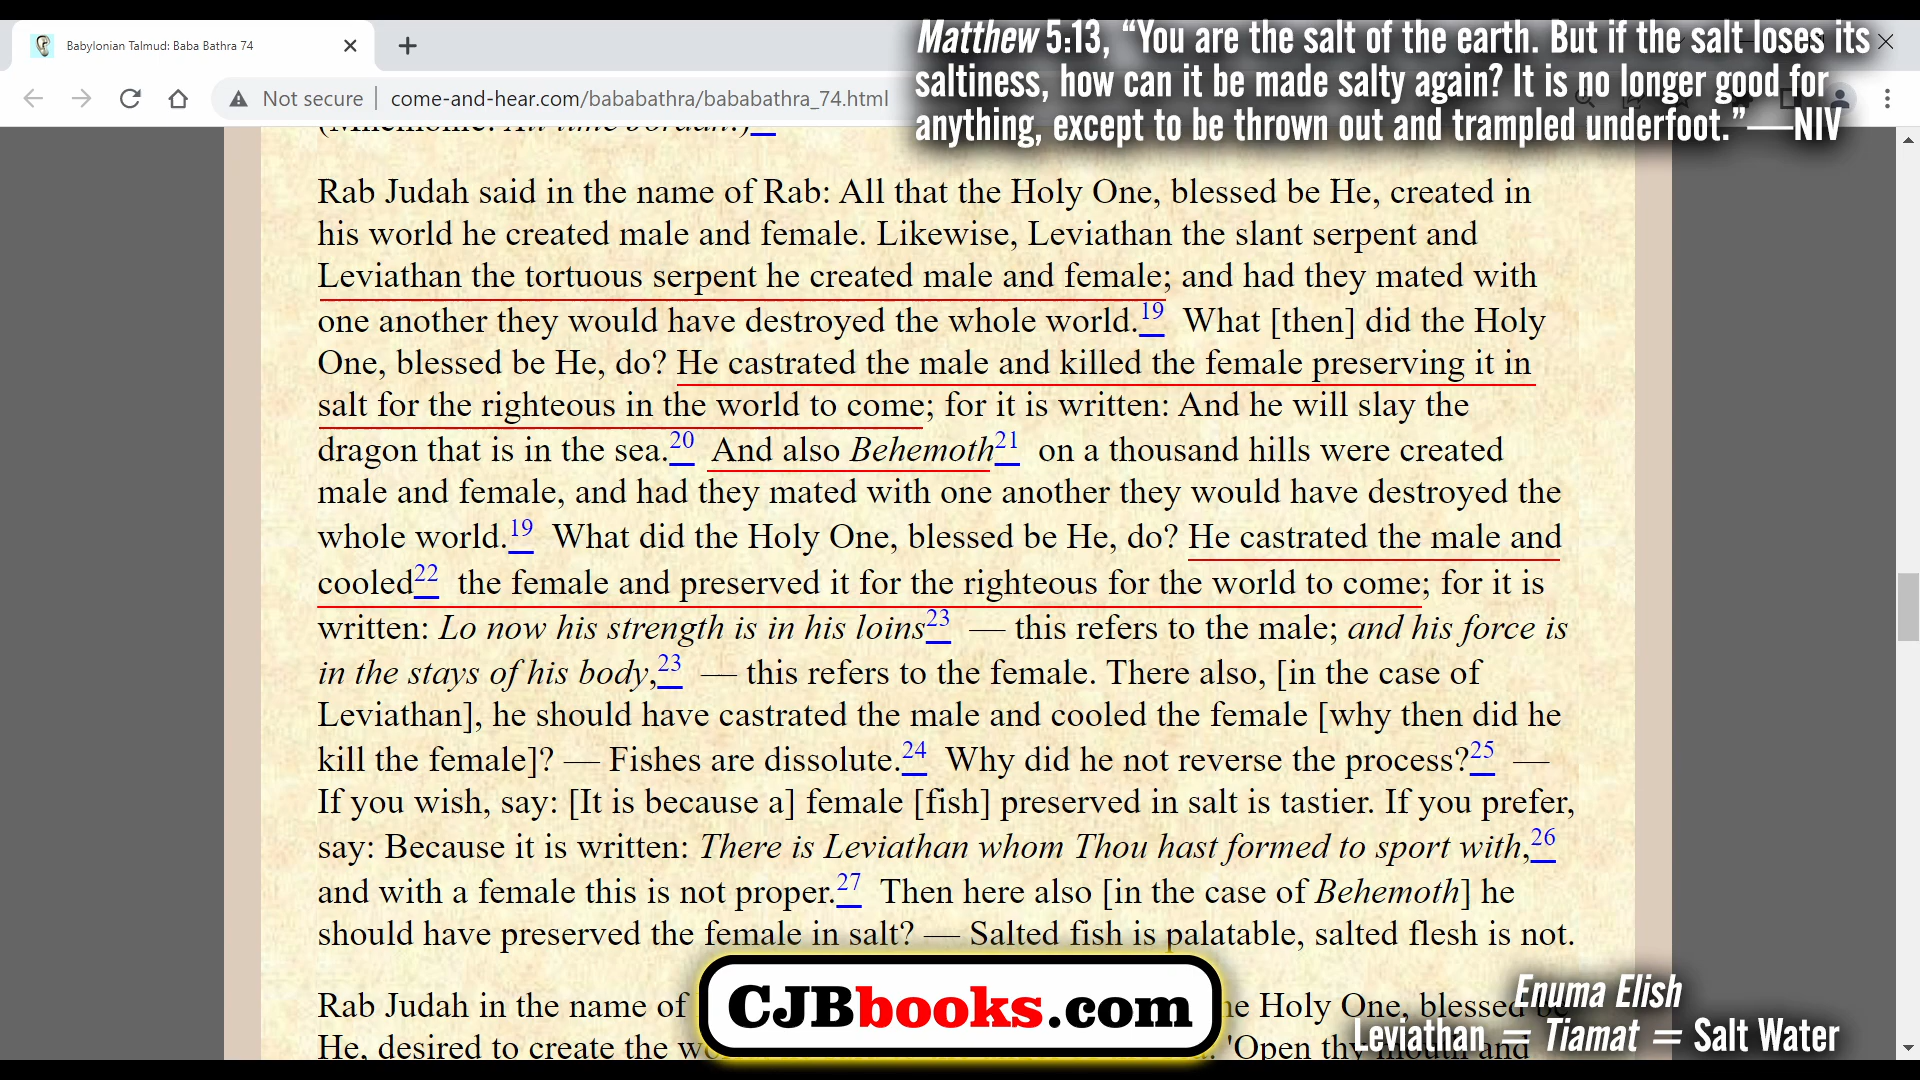 Babylonian Talmud: Baba Bathra 74
Matthew 5:13, “You are the salt of the earth. But if the salt loses its
saltiness, how can it be made salty again? It is no longer good for
anything, except to be thrown out and trampled underfoot.”—NIV
Not secure
come-and-hear.com/bababathra/bababathra_74.html
Rab Judah said in the name of Rab: All that the Holy One, blessed be He, created in
his world he created male and female. Likewise, Leviathan the slant serpent and
Leviathan the tortuous serpent he created male and female; and had they mated with
one another they would have destroyed the whole world.19 What [then] did the Holy
One, blessed be He, do? He castrated the male and killed the female preserving it in
salt for the righteous in the world to come; for it is written: And he will slay the
dragon that is in the sea.20 And also Behemoth21 on a thousand hills were created
male and female, and had they mated with one another they would have destroyed the
whole world.19 What did the Holy One, blessed be He, do? He castrated the male and
cooled22 the female and preserved it for the righteous for the world to come; for it is
written: Lo now his strength is in his loins23 — this refers to the male; and his force is
in the stays of his body,23 — this refers to the female. There also, [in the case of
Leviathan], he should have castrated the male and cooled the female [why then did he
kill the female]? — Fishes are dissolute.24 Why did he not reverse the process?25 —
If you wish, say: [It is because a] female [fish] preserved in salt is tastier. If you prefer,
say: Because it is written: There is Leviathan whom Thou hast formed to sport with,26
and with a female this is not proper.27 Then here also [in the case of Behemoth] he
should have preserved the female in salt? — Salted fish is palatable, salted flesh is not.
Rab Judah in the name of
Holy One, blessed
He, desired to create the
'Open thy mouth and
CJBbooks.com
Enuma Elish
Leviathan = Tiamat = Salt Water